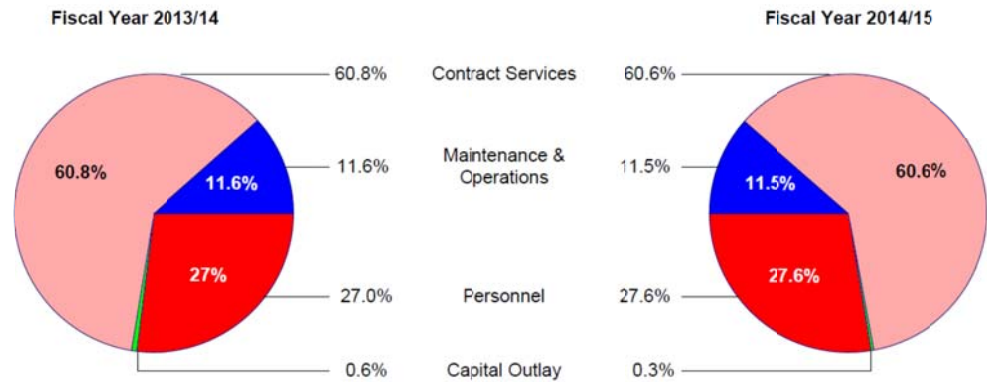 Fiscal Year 2013/14
Fiscal Year 2014/15
60.8%
Contract Services
60.6%
60.8%
11.6%
11.6%
Maintenance &
Operations
11.5%
11.5%
60.6%
27%
27.0%
Personnel
27.6%
27.6%
0.6%
Capital Outlay
0.3%